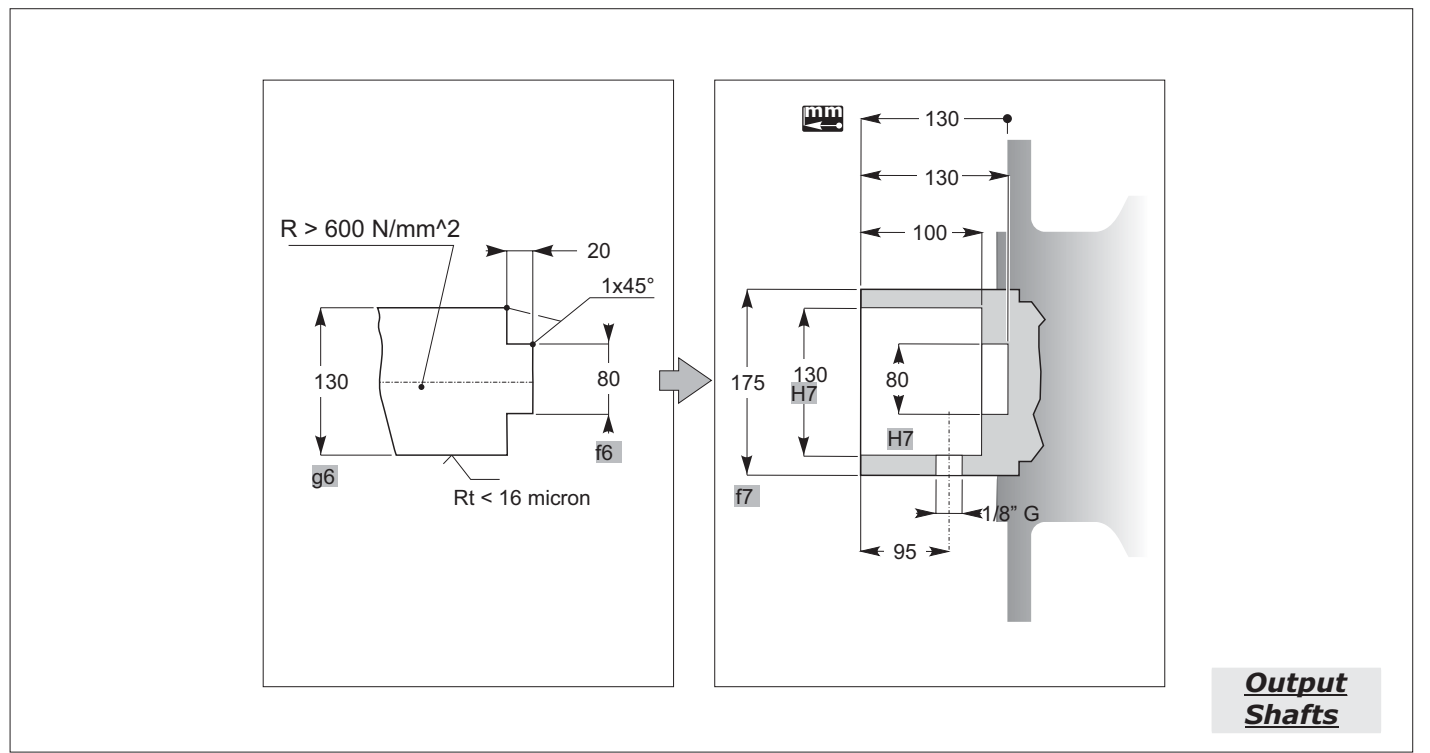 R > 600 N/mm^2
20
1x45°
130
80
g6
f6
Rt < 16 micron
mm
130
130
100
175
130
H7
80
H7
f7
1/8” G
95
Output
Shafts